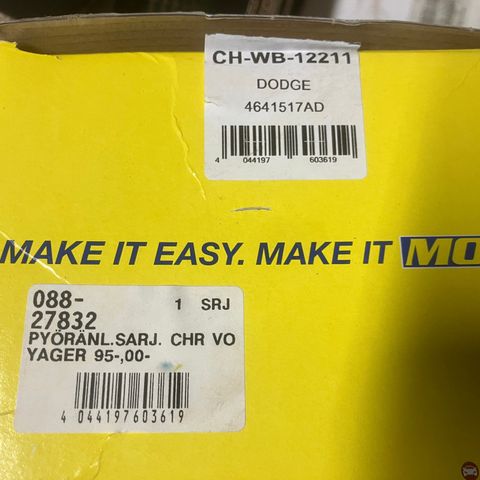 CH-WB-12211
DODGE
4641517AD
4 044197 603619
MAKE IT EASY. MAKE IT MO
088- 1 SRJ
27832
PYÖRÄNL.SARJ. CHR VO
YAGER 95-,00-
4 044197603619